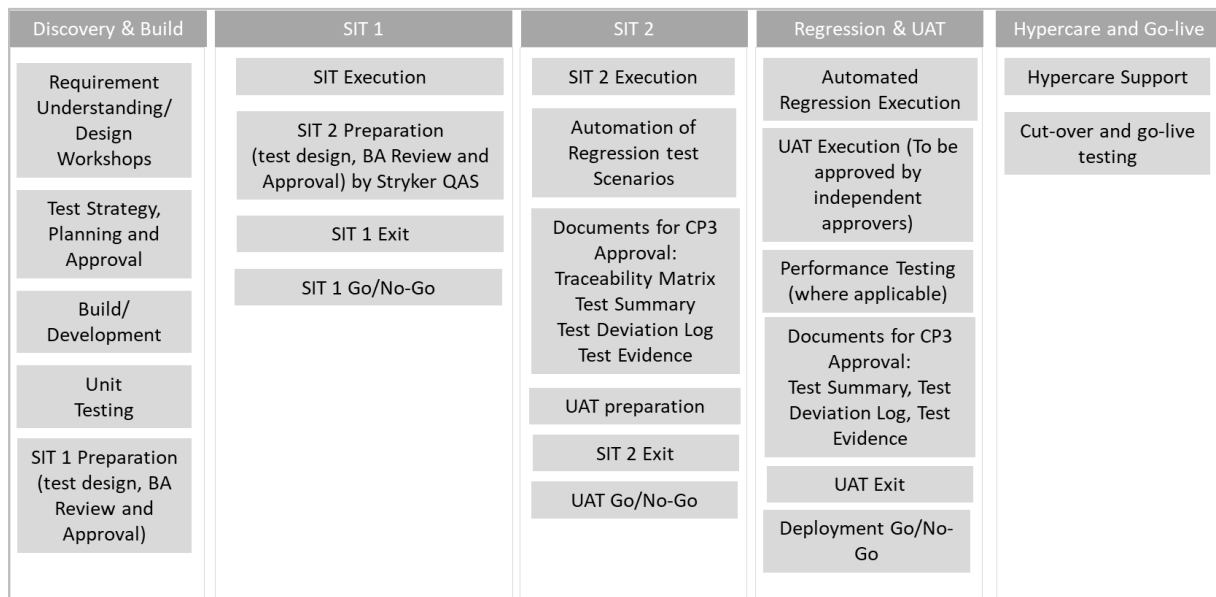 Discovery & Build
Requirement
Understanding/
Design
Workshops
Test Strategy,
Planning and
Approval
Build/
Development
Unit
Testing
SIT 1 Preparation
(test design, BA
Review and
Approval)
SIT 1
SIT Execution
SIT 2 Preparation
(test design, BA Review and
Approval) by Stryker QAS
SIT 1 Exit
SIT 1 Go/No-Go
SIT 2
SIT 2 Execution
Automation of
Regression test
Scenarios
Documents for CP3
Approval:
Traceability Matrix
Test Summary
Test Deviation Log
Test Evidence
UAT preparation
SIT 2 Exit
UAT Go/No-Go
Regression & UAT
Automated
Regression Execution
UAT Execution (To be
approved by
independent
approvers)
Performance Testing
(where applicable)
Documents for CP3
Approval:
Test Summary, Test
Deviation Log, Test
Evidence
UAT Exit
Deployment Go/No-
Go
Hypercare and Go-live
Hypercare Support
Cut-over and go-live
testing